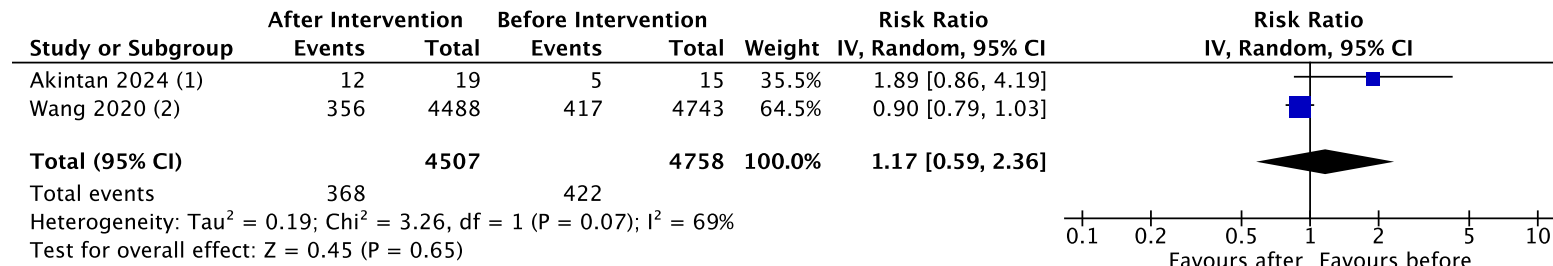 After Intervention Before Intervention Risk Ratio Risk Ratio
Study or Subgroup Events Total Events Total Weight IV, Random, 95% CI IV, Random, 95% CI
Akintan 2024 (1) 12 19 5 15 35.5% 1.89 [0.86, 4.19]
Wang 2020 (2) 356 4488 417 4743 64.5% 0.90 [0.79, 1.03]
Total (95% CI) 4507 4758 100.0% 1.17 [0.59, 2.36]
Total events 368 422
Heterogeneity: Tau² = 0.19; Chi² = 3.26, df = 1 (P = 0.07); I² = 69%
Test for overall effect: Z = 0.45 (P = 0.65)
0.1 0.2 0.5 1 2 5 10
Favours after Favours before